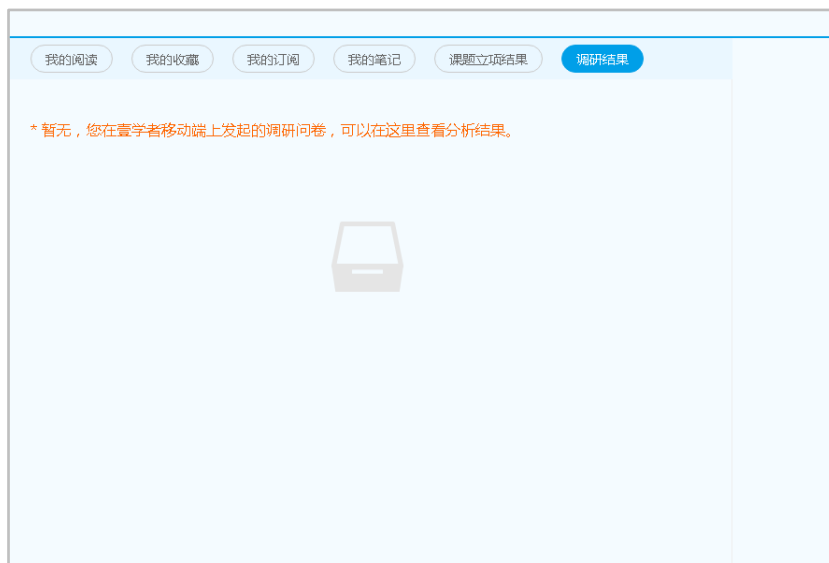 我的阅读 我的收藏 我的订阅 我的笔记 课题立项结果 调研结果
* 暂无，您在壹学者移动端上发起的调研问卷，可以在这里查看分析结果。